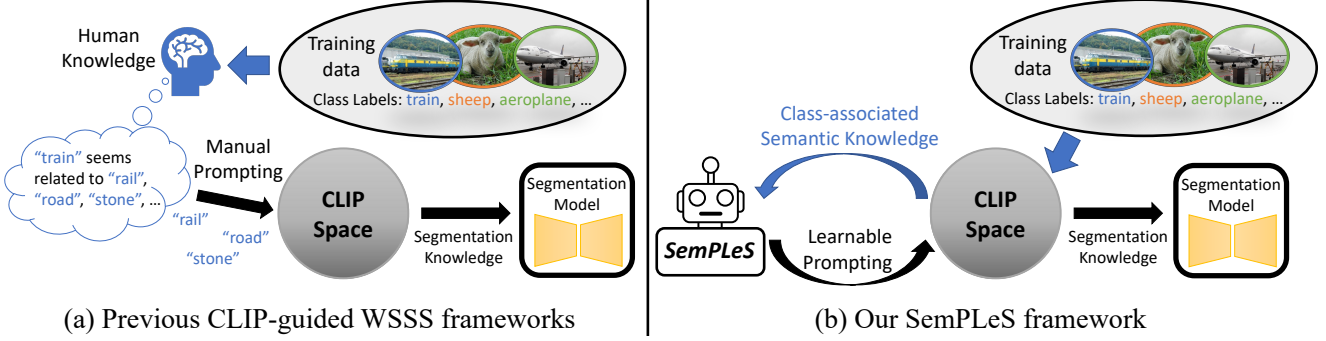 Human
Knowledge
Training
data
Class Labels: train, sheep, aeroplane, ...
“train” seems
related to “rail”,
“road”, “stone”, ...
Manual
Prompting
“rail”
“road”
“stone”
CLIP
Space
Segmentation
Knowledge
Segmentation
Model
(a) Previous CLIP-guided WSSS frameworks
Training
data
Class Labels: train, sheep, aeroplane, ...
Class-associated
Semantic Knowledge
SemPLeS
Learnable
Prompting
CLIP
Space
Segmentation
Knowledge
Segmentation
Model
(b) Our SemPLeS framework